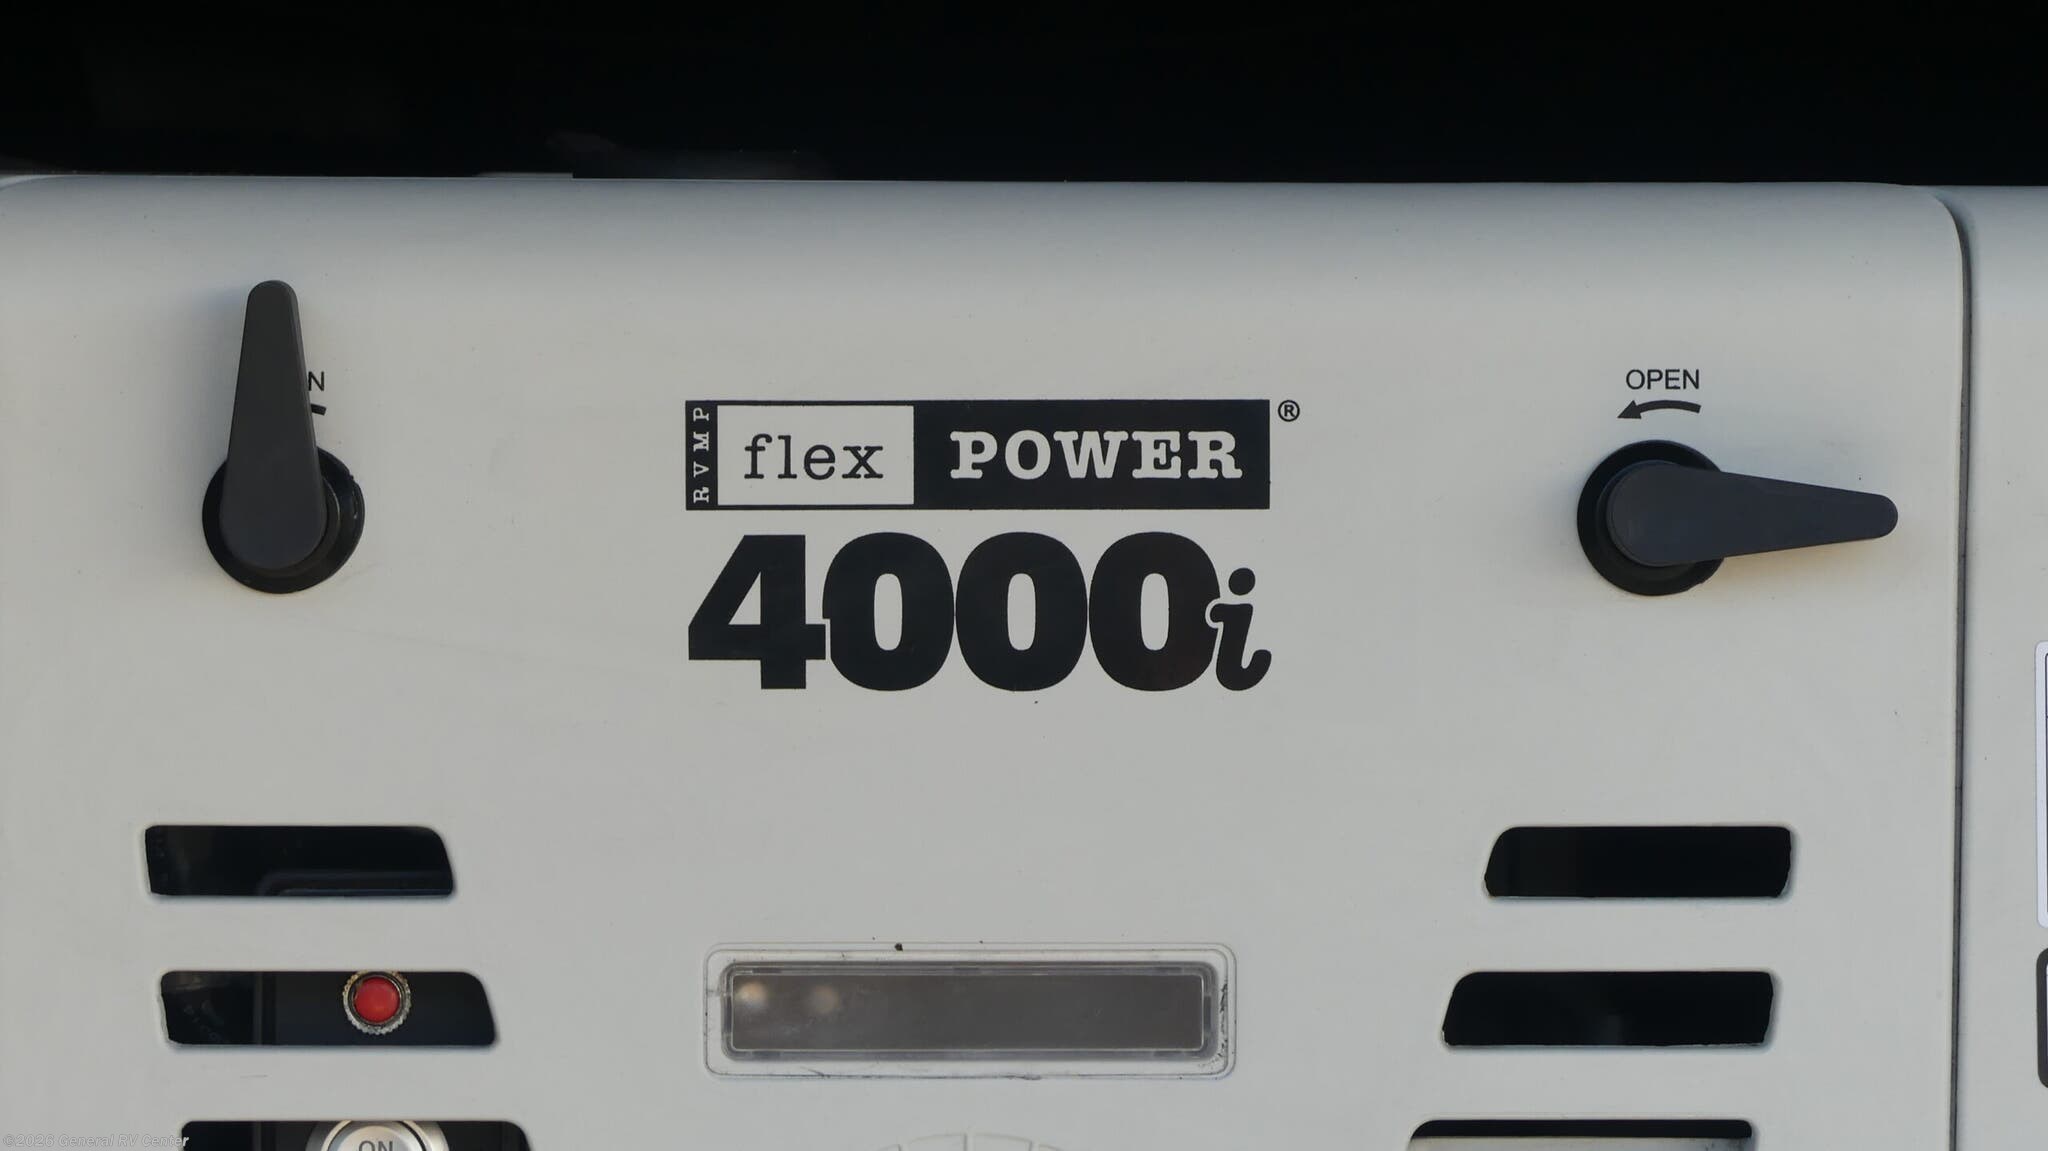 N
OPEN
RVMP flex POWER®
4000i
ON
©2026 General RV Center